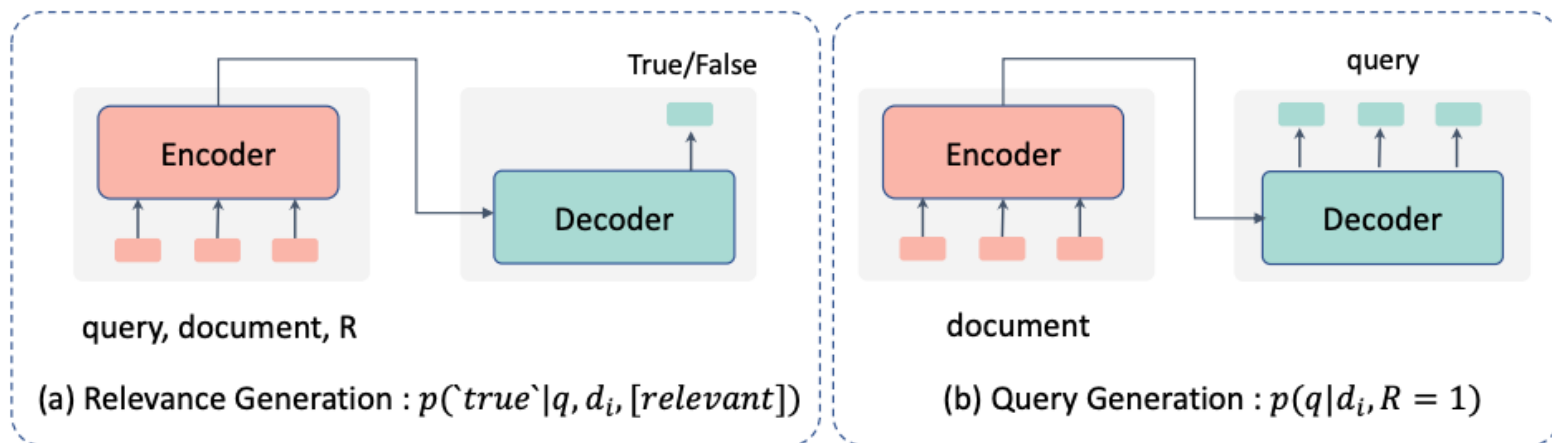 True/False
Encoder
Decoder
query, document, R
(a) Relevance Generation : p(`true`|q, dᵢ, [relevant])
query
Encoder
Decoder
document
(b) Query Generation : p(q|dᵢ, R = 1)